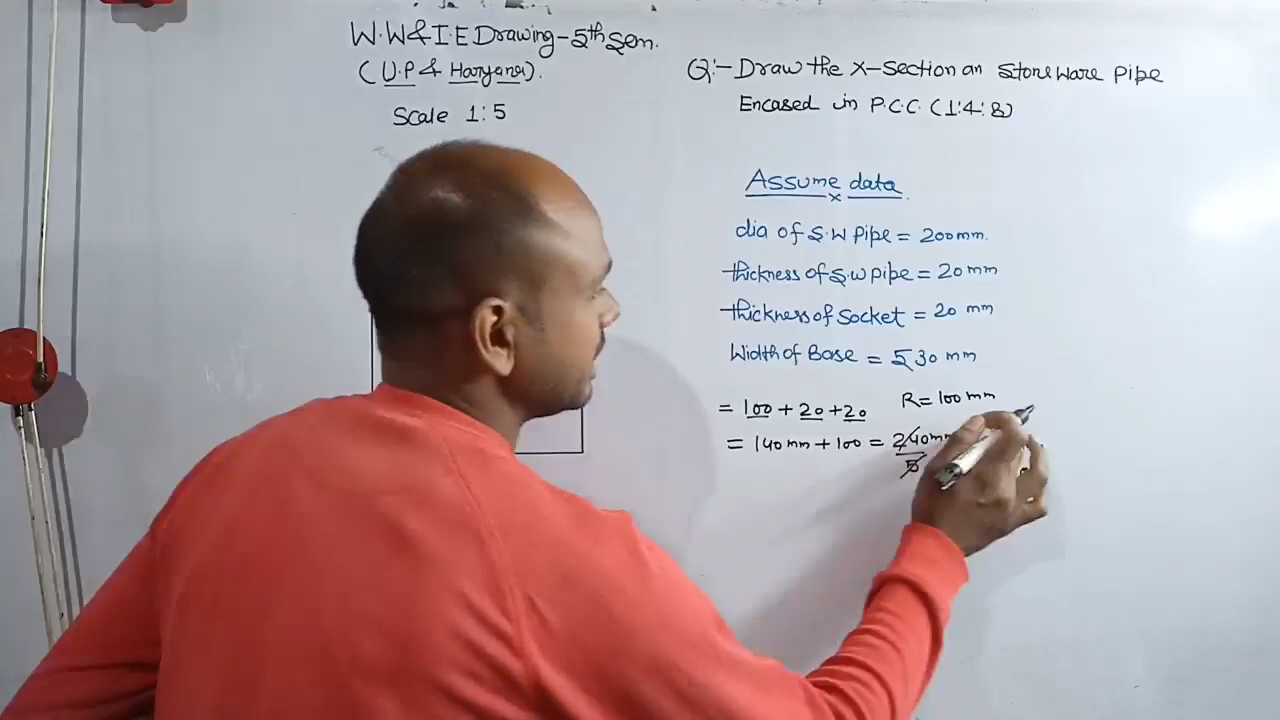 W.W & I.E Drawing - 5th Sem.
(U.P & Haryana).
Scale 1:5
Q:- Draw the X-Section an Stone Ware Pipe
Encased in P.C.C. (1:4:8)
Assume data
dia of S.W Pipe = 200mm.
thickness of S.W Pipe = 20 mm
thickness of Socket = 20 mm
Width of Base = 530 mm
= 100 + 20 + 20 R = 100 mm
= 140 mm + 100 = 240mm
5